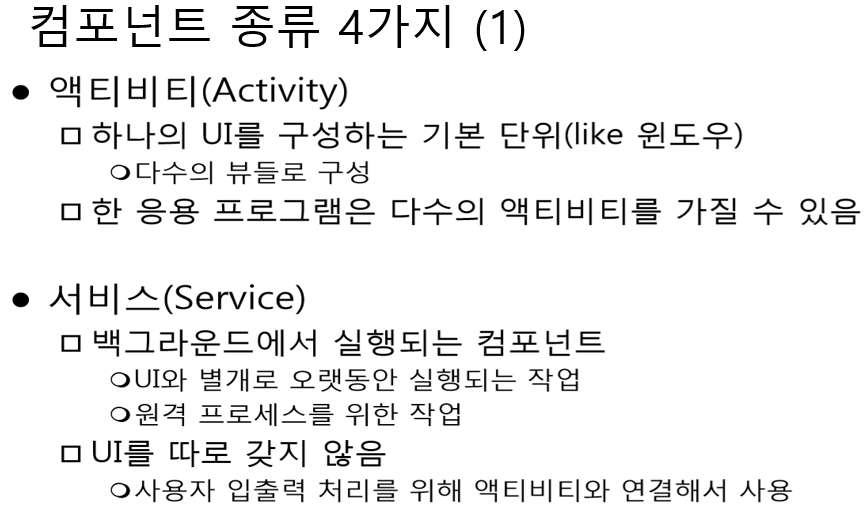 컴포넌트 종류 4가지 (1)
● 액티비티(Activity)
□ 하나의 UI를 구성하는 기본 단위(like 윈도우)
○다수의 뷰들로 구성
□ 한 응용 프로그램은 다수의 액티비티를 가질 수 있음
● 서비스(Service)
□ 백그라운드에서 실행되는 컴포넌트
○UI와 별개로 오랫동안 실행되는 작업
○원격 프로세스를 위한 작업
□ UI를 따로 갖지 않음
○사용자 입출력 처리를 위해 액티비티와 연결해서 사용